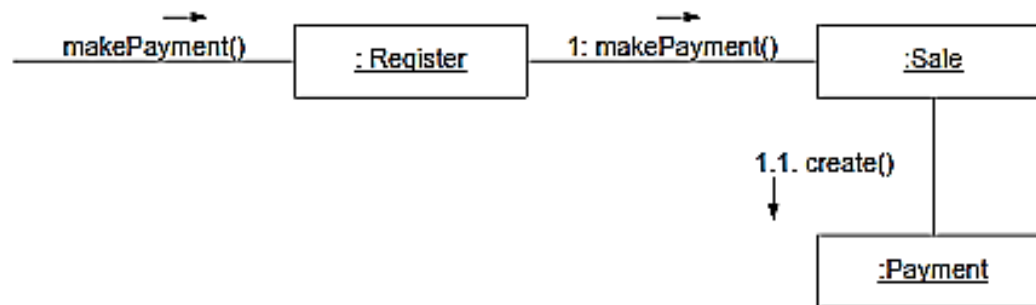 makePayment()
: Register
1: makePayment()
:Sale
1.1. create()
:Payment